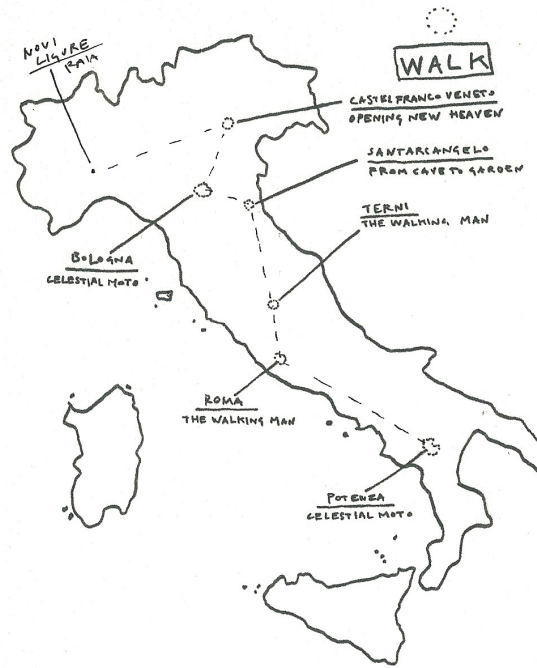 NOVI
LIGURE
RAIA
WALK
CASTELFRANCO VENETO
OPENING NEW HEAVEN
SANTARCANGELO
FROM CAVE TO GARDEN
TERNI
THE WALKING MAN
BOLOGNA
CELESTIAL MOTO
ROMA
THE WALKING MAN
POTENZA
CELESTIAL MOTO